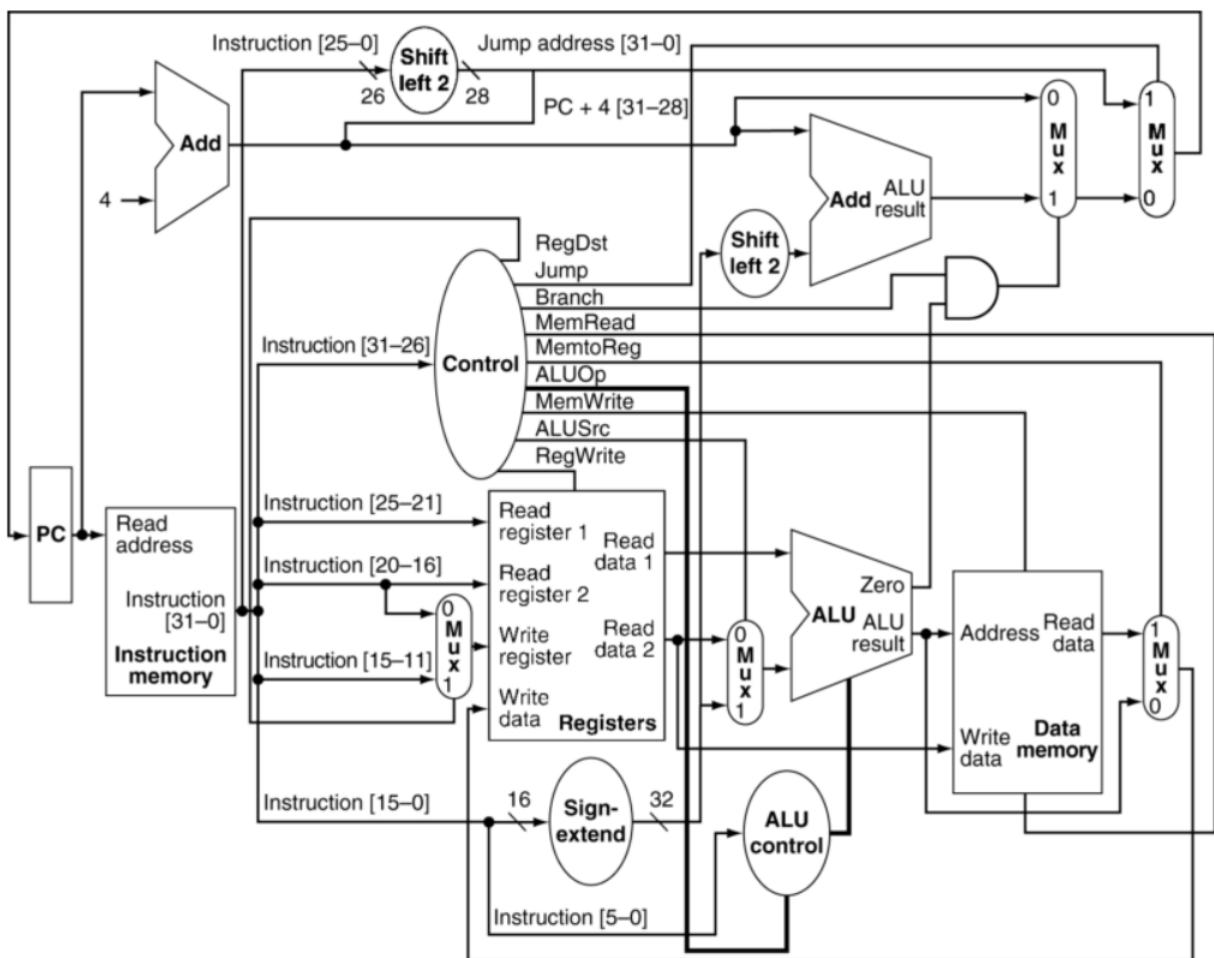 Instruction [25–0]
Shift
left 2
Jump address [31–0]
26
28
PC + 4 [31–28]
Add
4
0
M
u
x
1
1
M
u
x
0
Add
ALU
result
Shift
left 2
RegDst
Jump
Branch
MemRead
MemtoReg
ALUOp
MemWrite
ALUSrc
RegWrite
Instruction [31–26]
Control
PC
Read
address
Instruction
[31–0]
Instruction
memory
Instruction [25–21]
Instruction [20–16]
Instruction [15–11]
0
M
u
x
1
Read
register 1
Read
register 2
Write
register
Write
data
Read
data 1
Read
data 2
Registers
0
M
u
x
1
Zero
ALU
ALU
result
Address
Read
data
Write
data
Data
memory
1
M
u
x
0
Instruction [15–0]
16
Sign-
extend
32
ALU
control
Instruction [5–0]